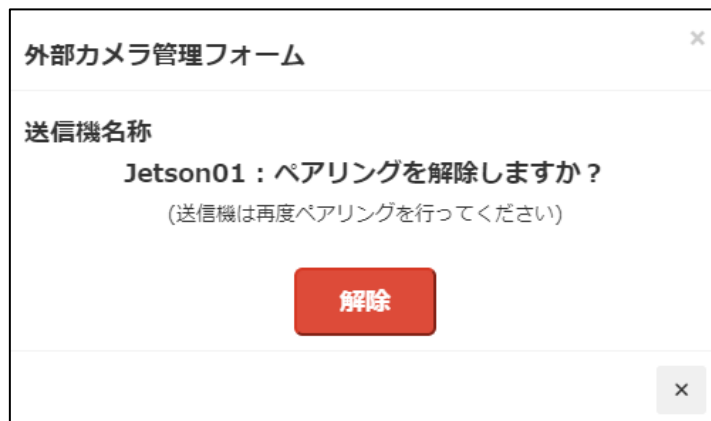 外部カメラ管理フォーム
×
送信機名称
Jetson01：ペアリングを解除しますか？
(送信機は再度ペアリングを行ってください)
解除
×